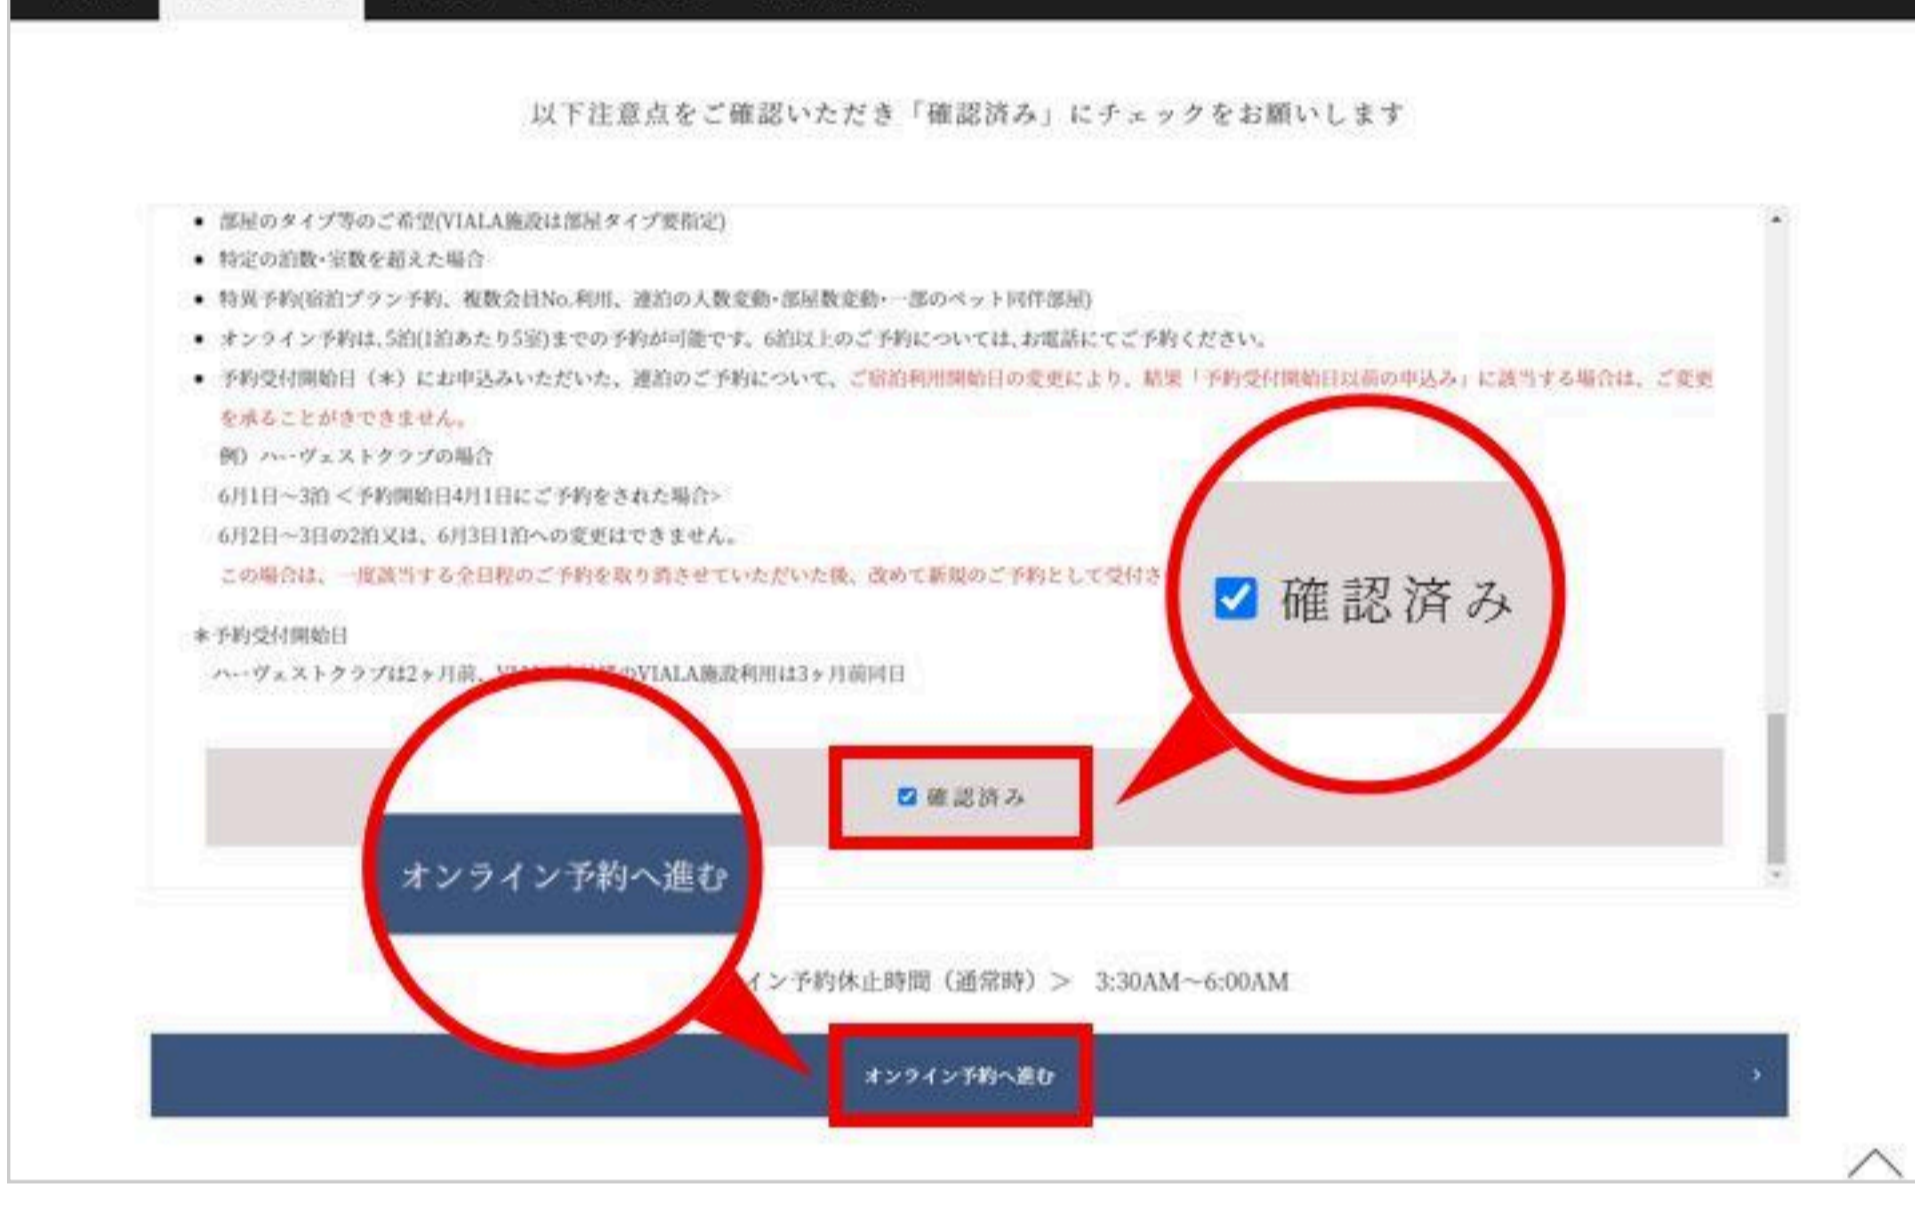 以下注意点をご確認いただき「確認済み」にチェックをお願いします
• 部屋のタイプ等のご希望(VIALA施設は部屋タイプ要指定)
• 特定の泊数・室数を超えた場合
• 特異予約(宿泊プラン予約、複数会員No.利用、連泊の人数変動・部屋数変動・一部のペット同伴部屋)
• オンライン予約は、5泊(1泊あたり5室)までの予約が可能です。6泊以上のご予約については、お電話にてご予約ください。
• 予約受付開始日（＊）にお申込みいただいた、連泊のご予約について、ご宿泊利用開始日の変更により、結果「予約受付開始日以前の申込み」に該当する場合は、ご変更
を承ることがきできません。
例）ハーヴェストクラブの場合
6月1日～3泊 ＜予約開始日4月1日にご予約をされた場合>
6月2日～3日の2泊又は、6月3日1泊への変更はできません。
この場合は、一度該当する全日程のご予約を取り消させていただいた後、改めて新規のご予約として受付さ
確認済み
＊予約受付開始日
ハーヴェストクラブは2ヶ月前、 のVIALA施設利用は3ヶ月前同日
確認済み
オンライン予約へ進む
イン予約休止時間（通常時）＞ 3:30AM～6:00AM
オンライン予約へ進む